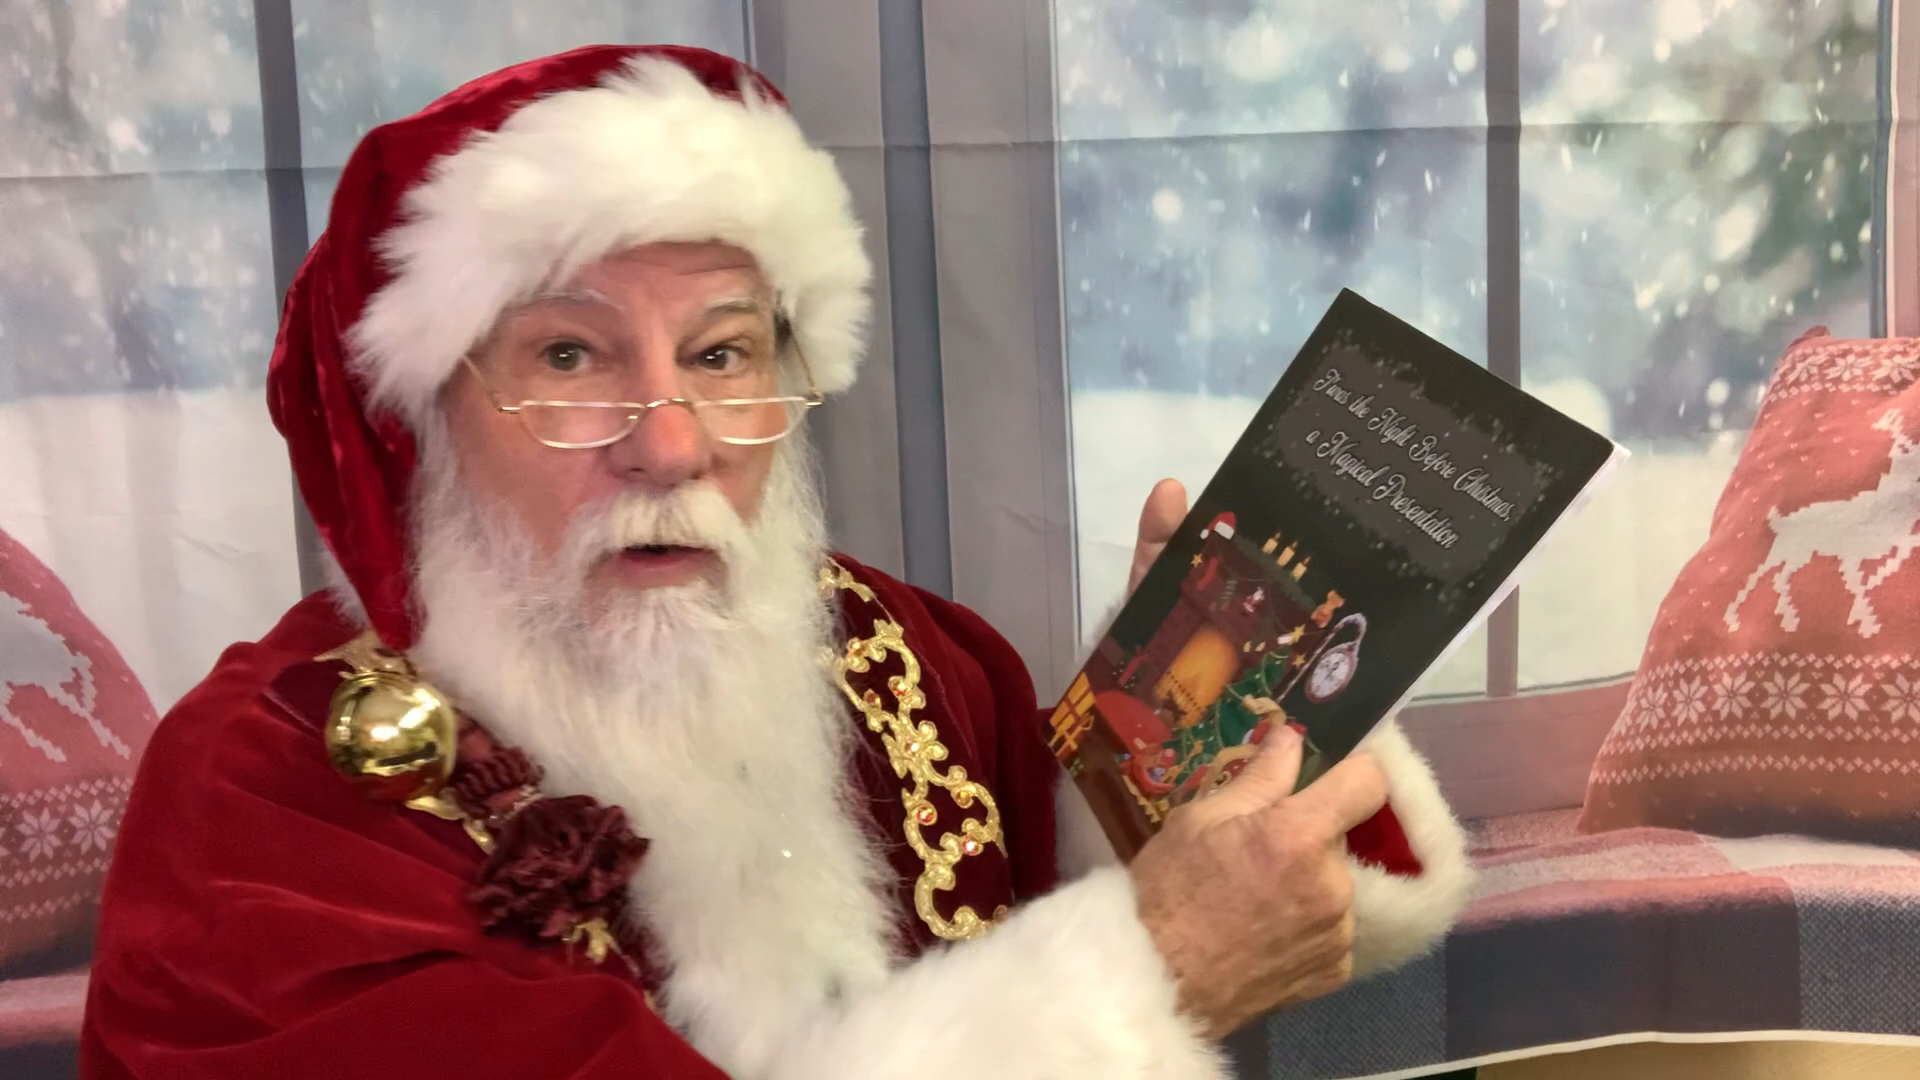 'Twas the Night Before Christmas,
a Magical Presentation